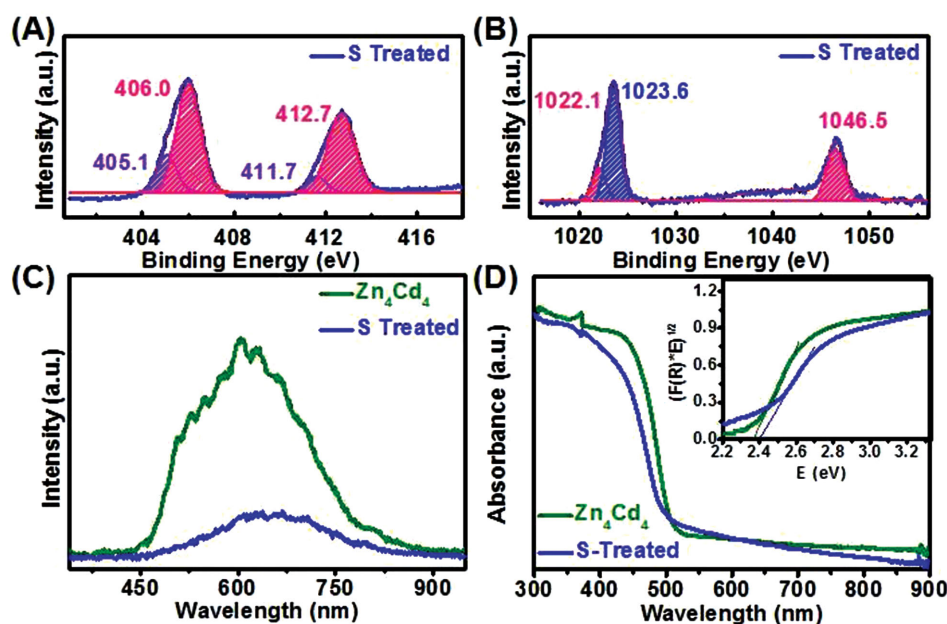 (A)
S Treated
406.0
412.7
405.1
411.7
Intensity (a.u.)
404 408 412 416
Binding Energy (eV)
(B)
S Treated
1022.1
1023.6
1046.5
Intensity (a.u.)
1020 1030 1040 1050
Binding Energy (eV)
(C)
Zn₄Cd₄
S Treated
Intensity (a.u.)
450 600 750 900
Wavelength (nm)
(D)
1.2
0.9
0.6
0.3
0.0
(F(R)*E)^1/2
2.2 2.4 2.6 2.8 3.0 3.2
E (eV)
Absorbance (a.u.)
Zn₄Cd₄
S-Treated
300 400 500 600 700 800 900
Wavelength (nm)